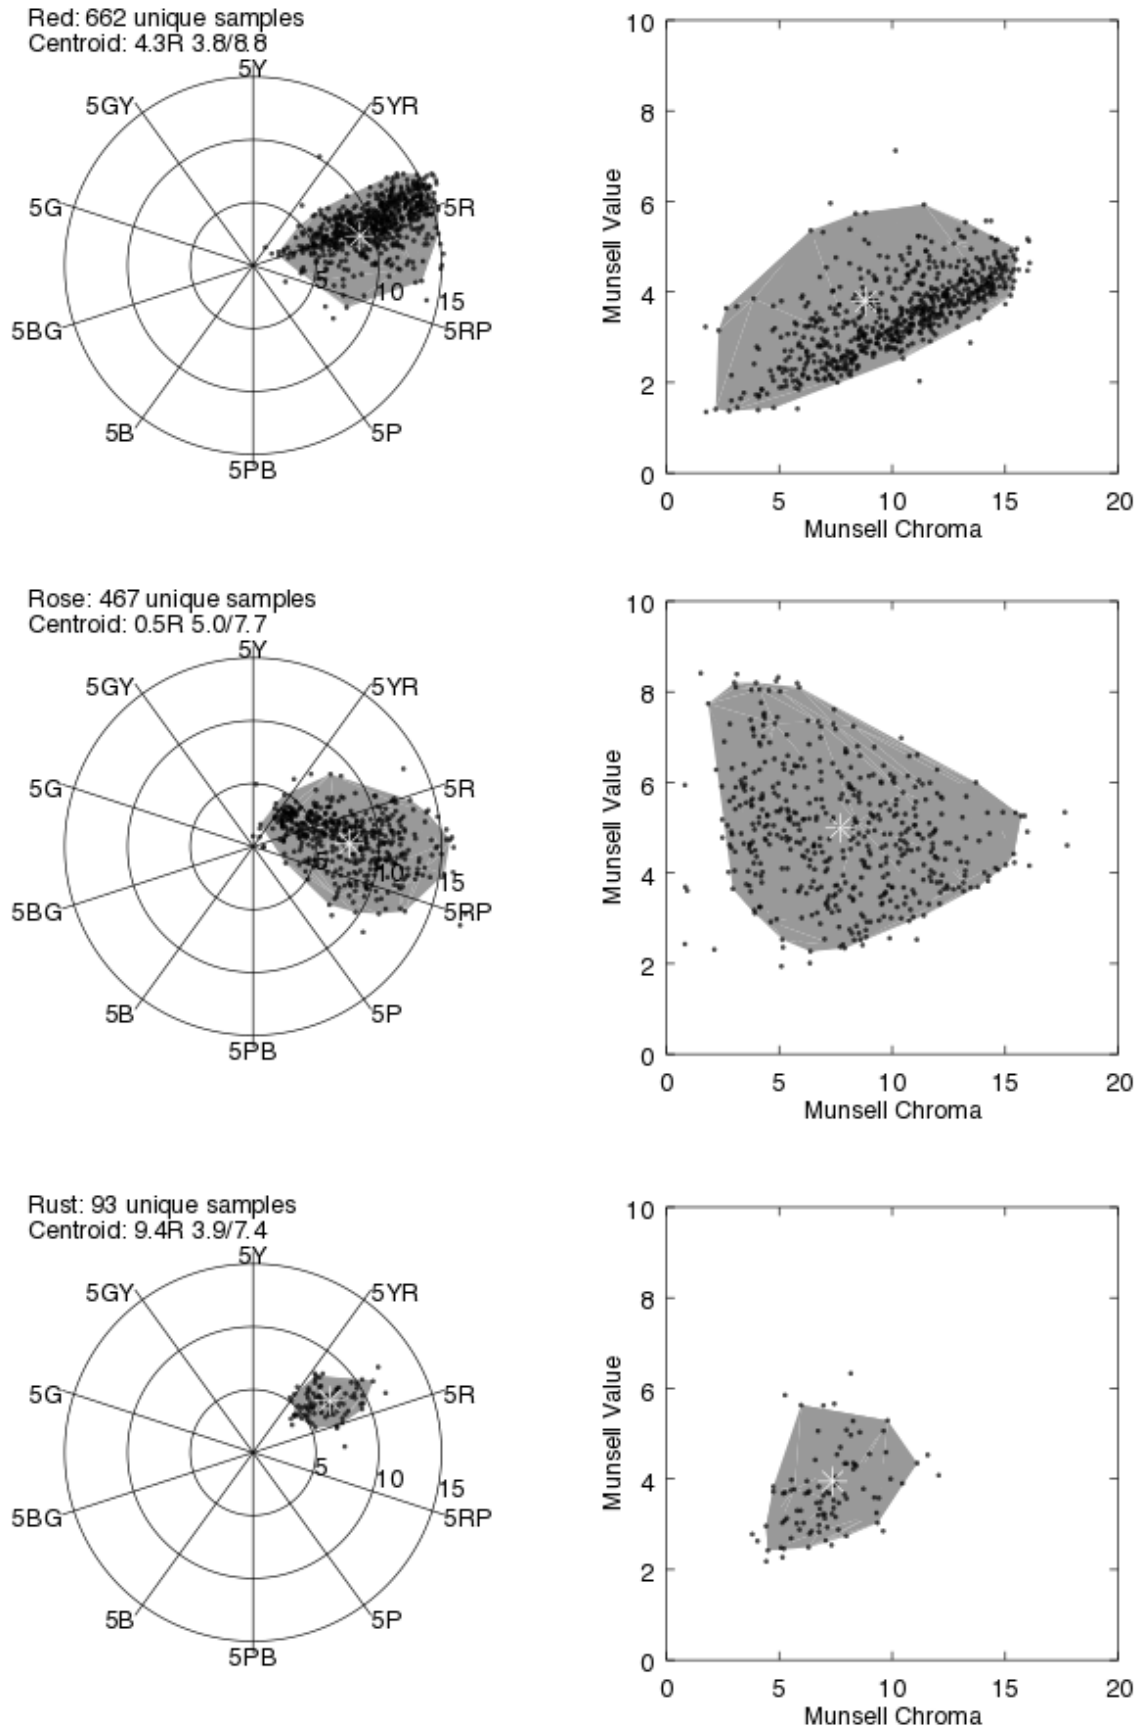 Red: 662 unique samples
Centroid: 4.3R 3.8/8.8
5Y
5GY
5YR
5G
5R
5
10
15
5BG
5RP
5B
5P
5PB
10
8
6
4
2
0
Munsell Value
0 5 10 15 20
Munsell Chroma
Rose: 467 unique samples
Centroid: 0.5R 5.0/7.7
5Y
5GY
5YR
5G
5R
5
10
15
5BG
5RP
5B
5P
5PB
10
8
6
4
2
0
Munsell Value
0 5 10 15 20
Munsell Chroma
Rust: 93 unique samples
Centroid: 9.4R 3.9/7.4
5Y
5GY
5YR
5G
5R
5
10
15
5BG
5RP
5B
5P
5PB
10
8
6
4
2
0
Munsell Value
0 5 10 15 20
Munsell Chroma